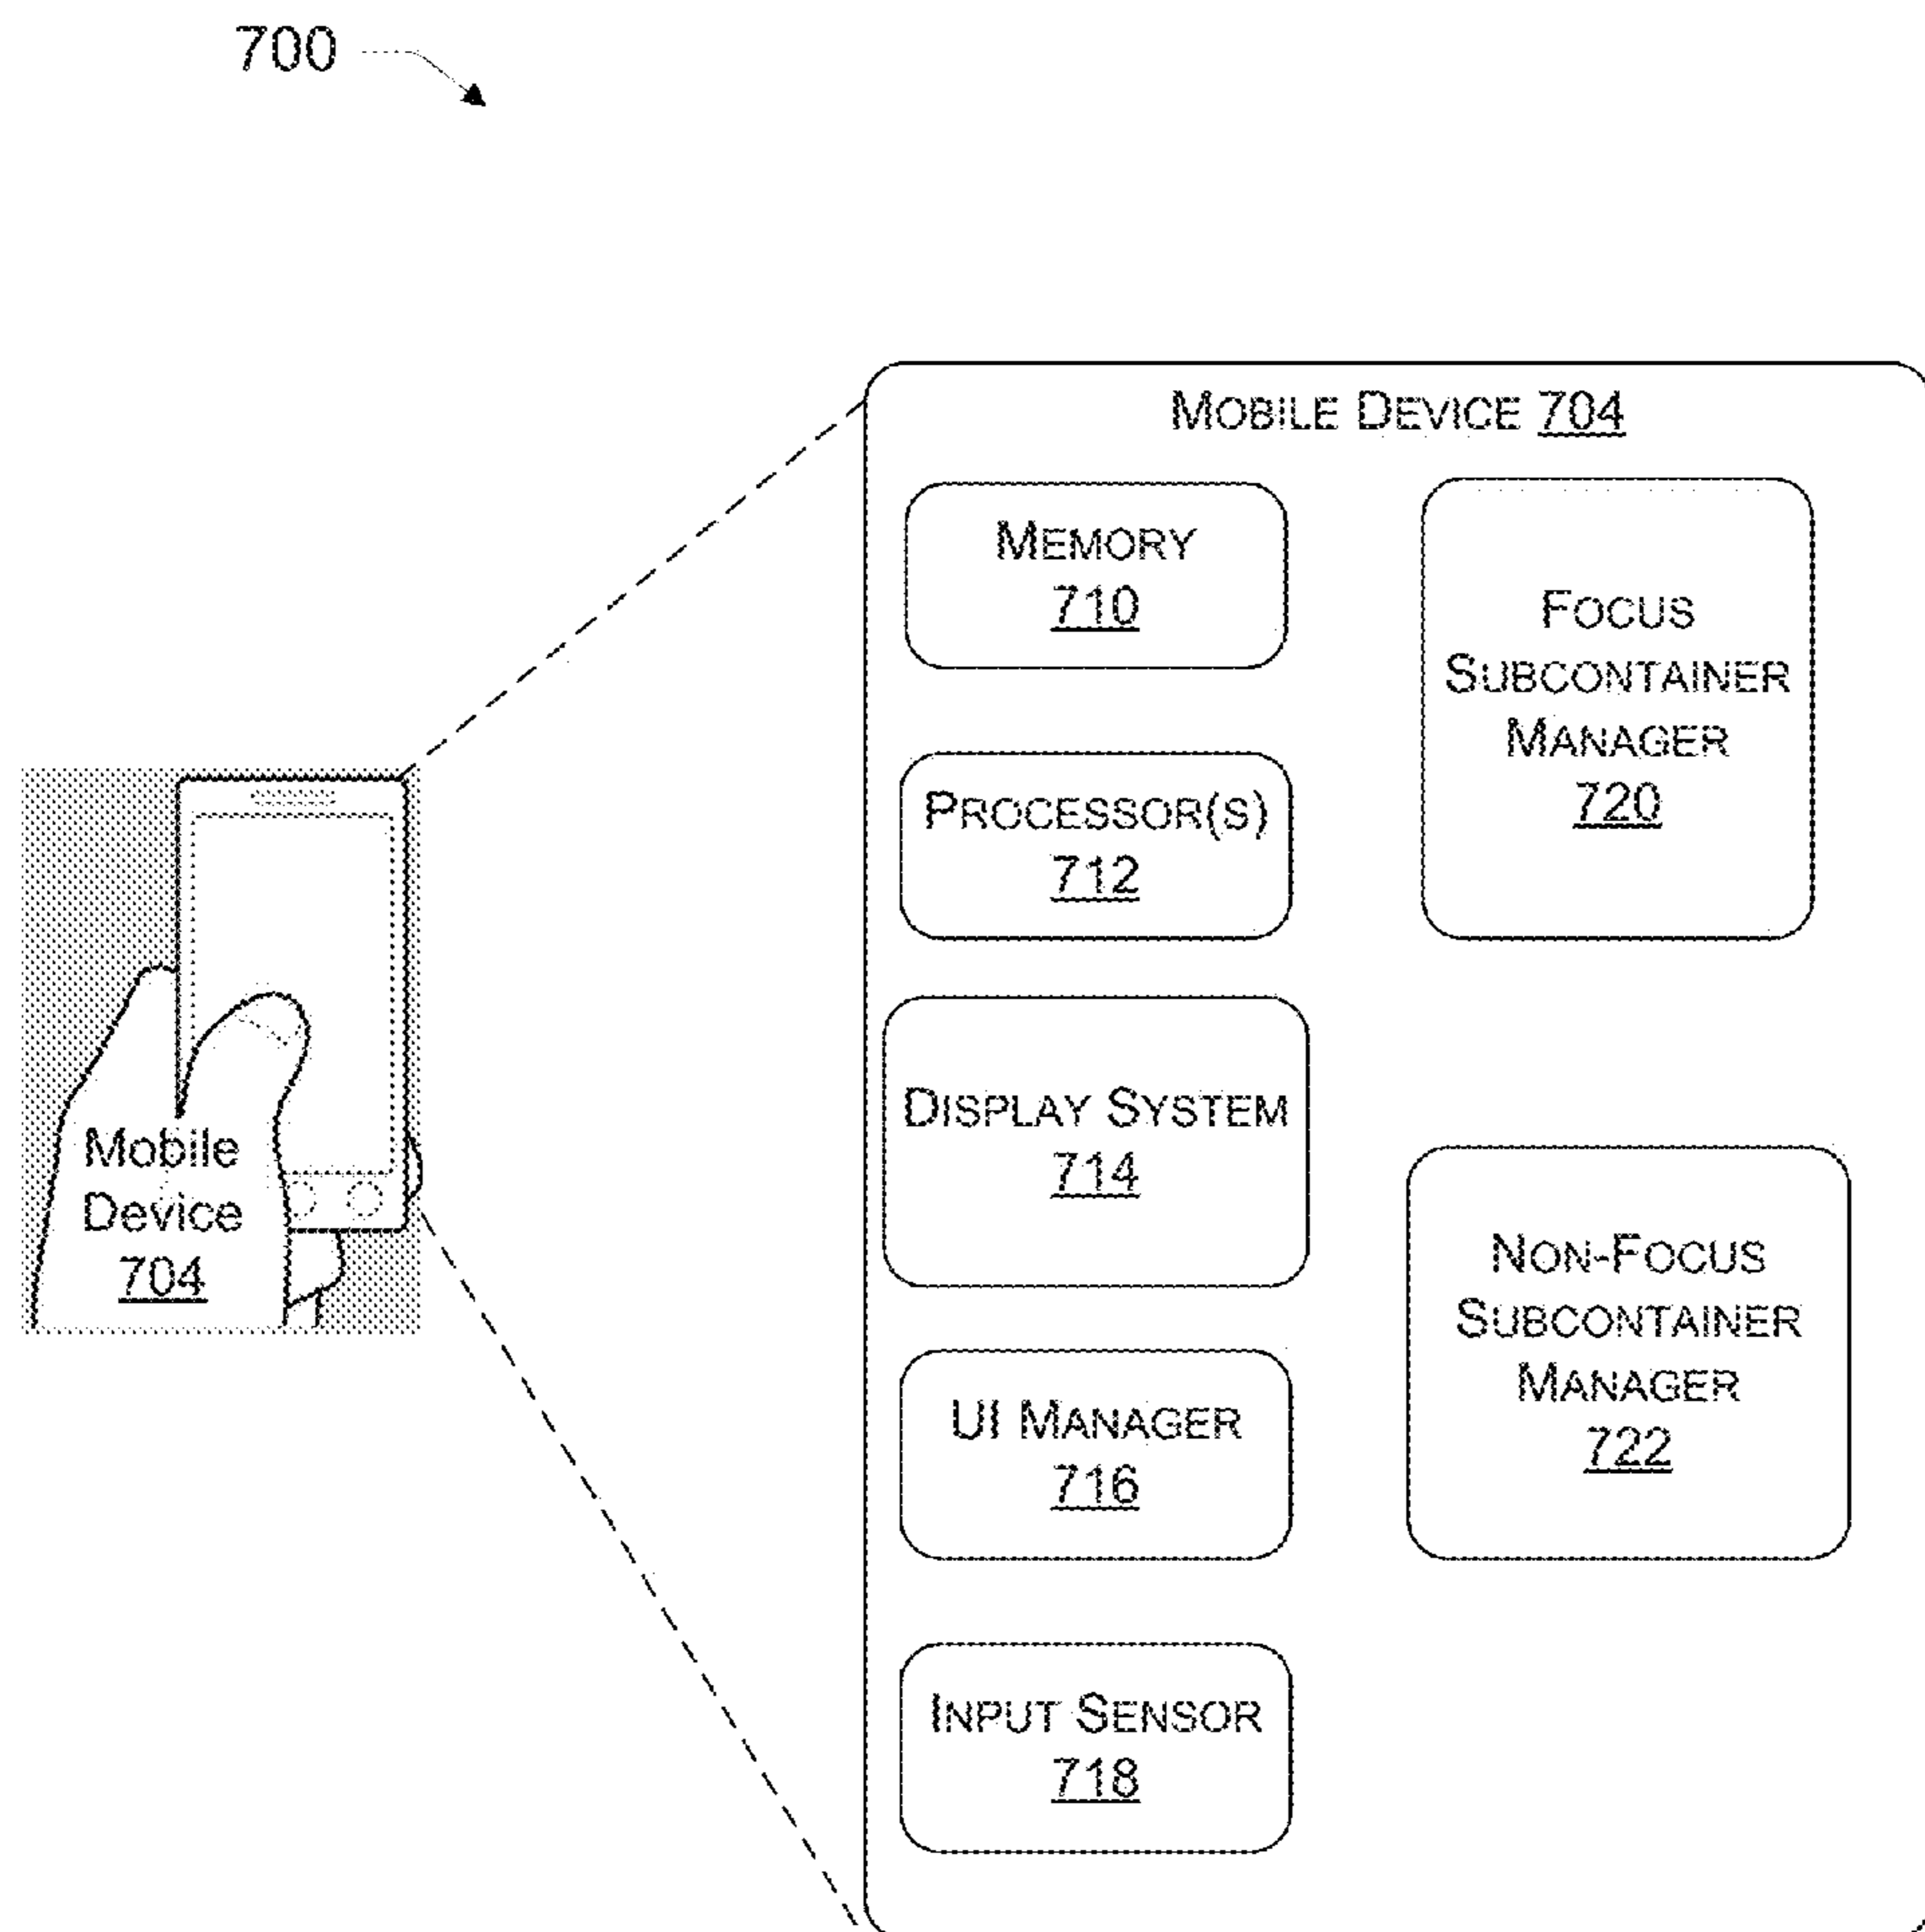 700
MOBILE DEVICE 704
MEMORY
710
PROCESSOR(S)
712
DISPLAY SYSTEM
714
UI MANAGER
716
INPUT SENSOR
718
FOCUS
SUBCONTAINER
MANAGER
720
NON-FOCUS
SUBCONTAINER
MANAGER
722
Mobile
Device
704